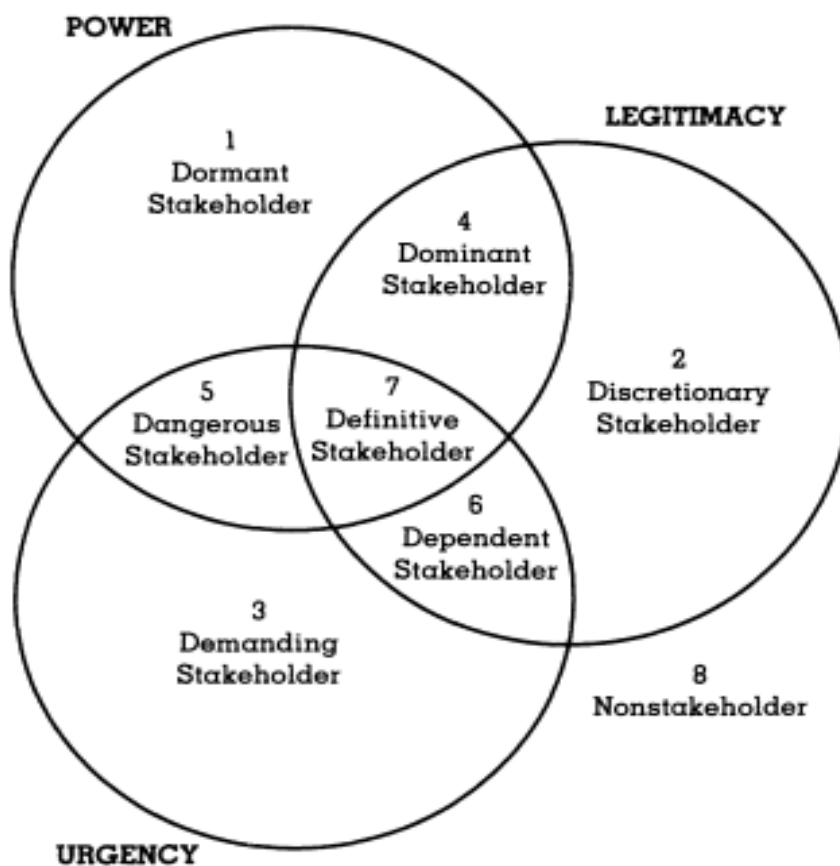 POWER
LEGITIMACY
1
Dormant
Stakeholder
4
Dominant
Stakeholder
5
Dangerous
Stakeholder
7
Definitive
Stakeholder
2
Discretionary
Stakeholder
6
Dependent
Stakeholder
3
Demanding
Stakeholder
8
Nonstakeholder
URGENCY